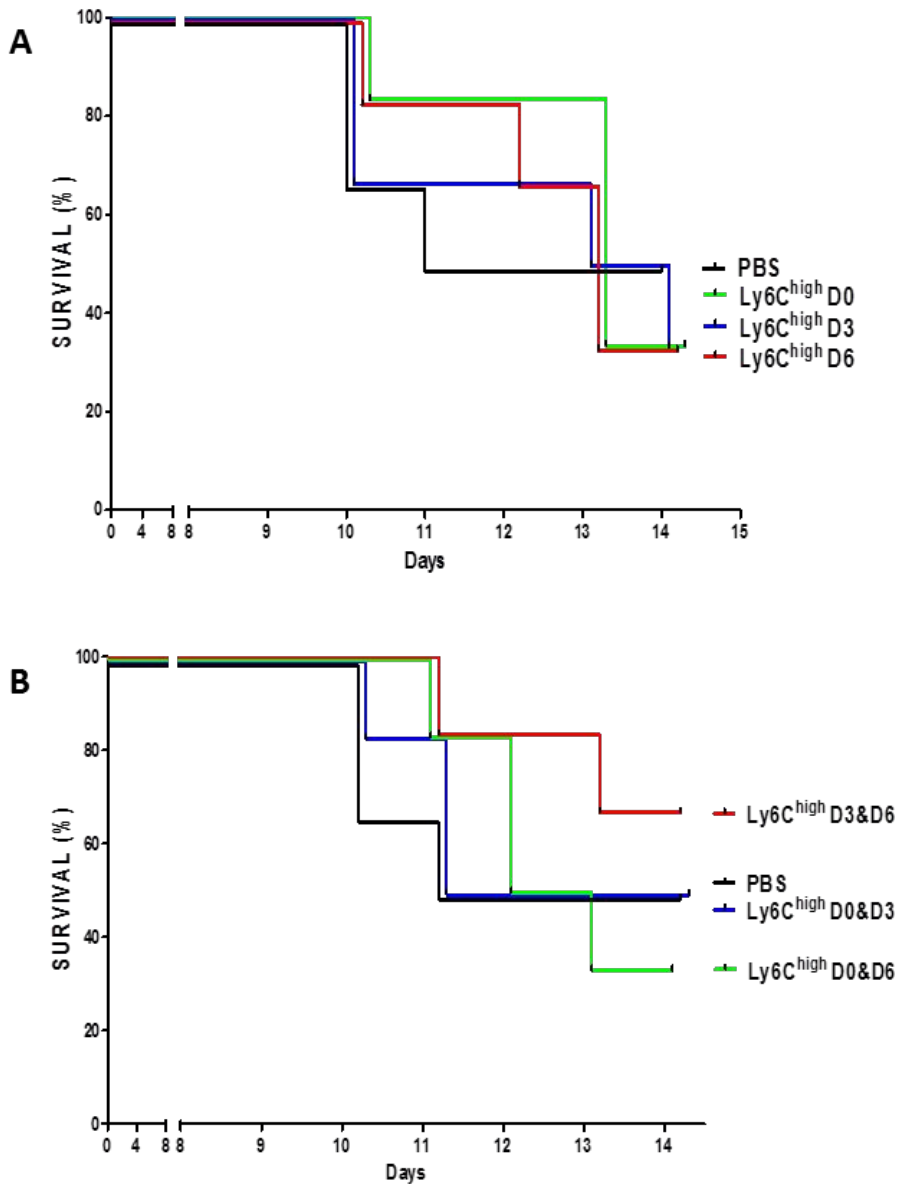 A
SURVIVAL (%)
100
80
60
40
20
0
0 4 8 8 9 10 11 12 13 14 15
Days
PBS
Ly6Chigh D0
Ly6Chigh D3
Ly6Chigh D6
B
SURVIVAL (%)
100
80
60
40
20
0
0 4 8 8 9 10 11 12 13 14
Days
Ly6Chigh D3&D6
PBS
Ly6Chigh D0&D3
Ly6Chigh D0&D6